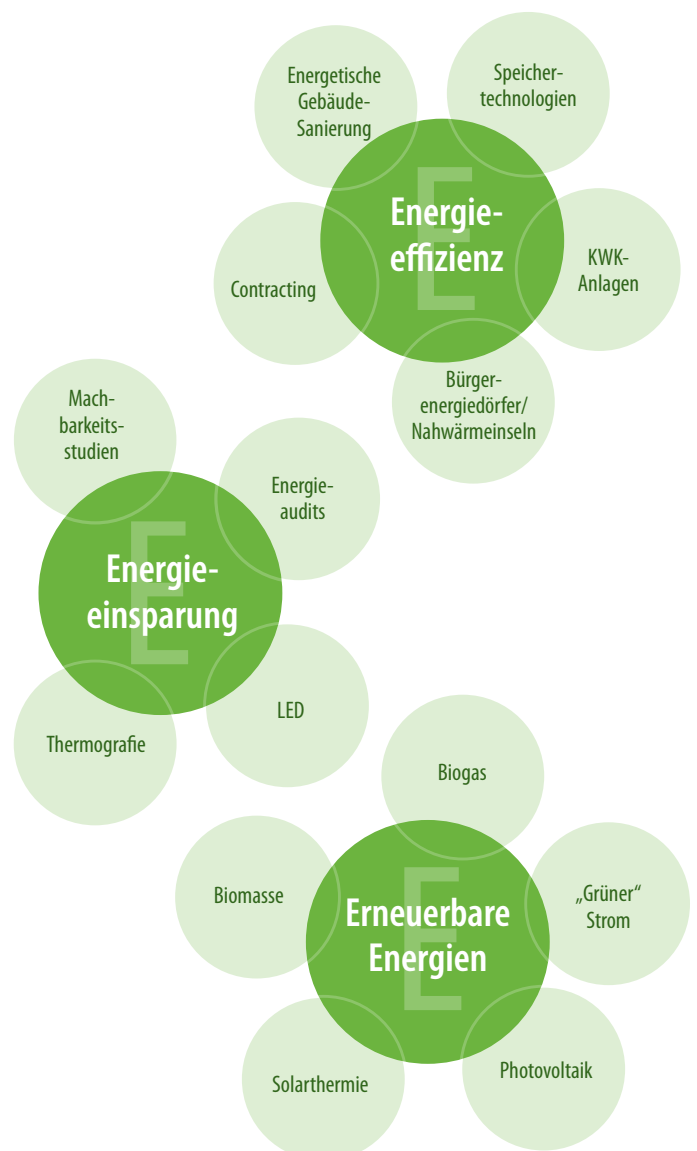 Energetische
Gebäude-
Sanierung
Speicher-
technologien
E
Energie-
effizienz
KWK-
Anlagen
Contracting
Bürger-
energiedörfer/
Nahwärmeinseln
Mach-
barkeits-
studien
Energie-
audits
E
Energie-
einsparung
LED
Thermografie
Biogas
Biomasse
„Grüner“
Strom
E
Erneuerbare
Energien
Solarthermie
Photovoltaik